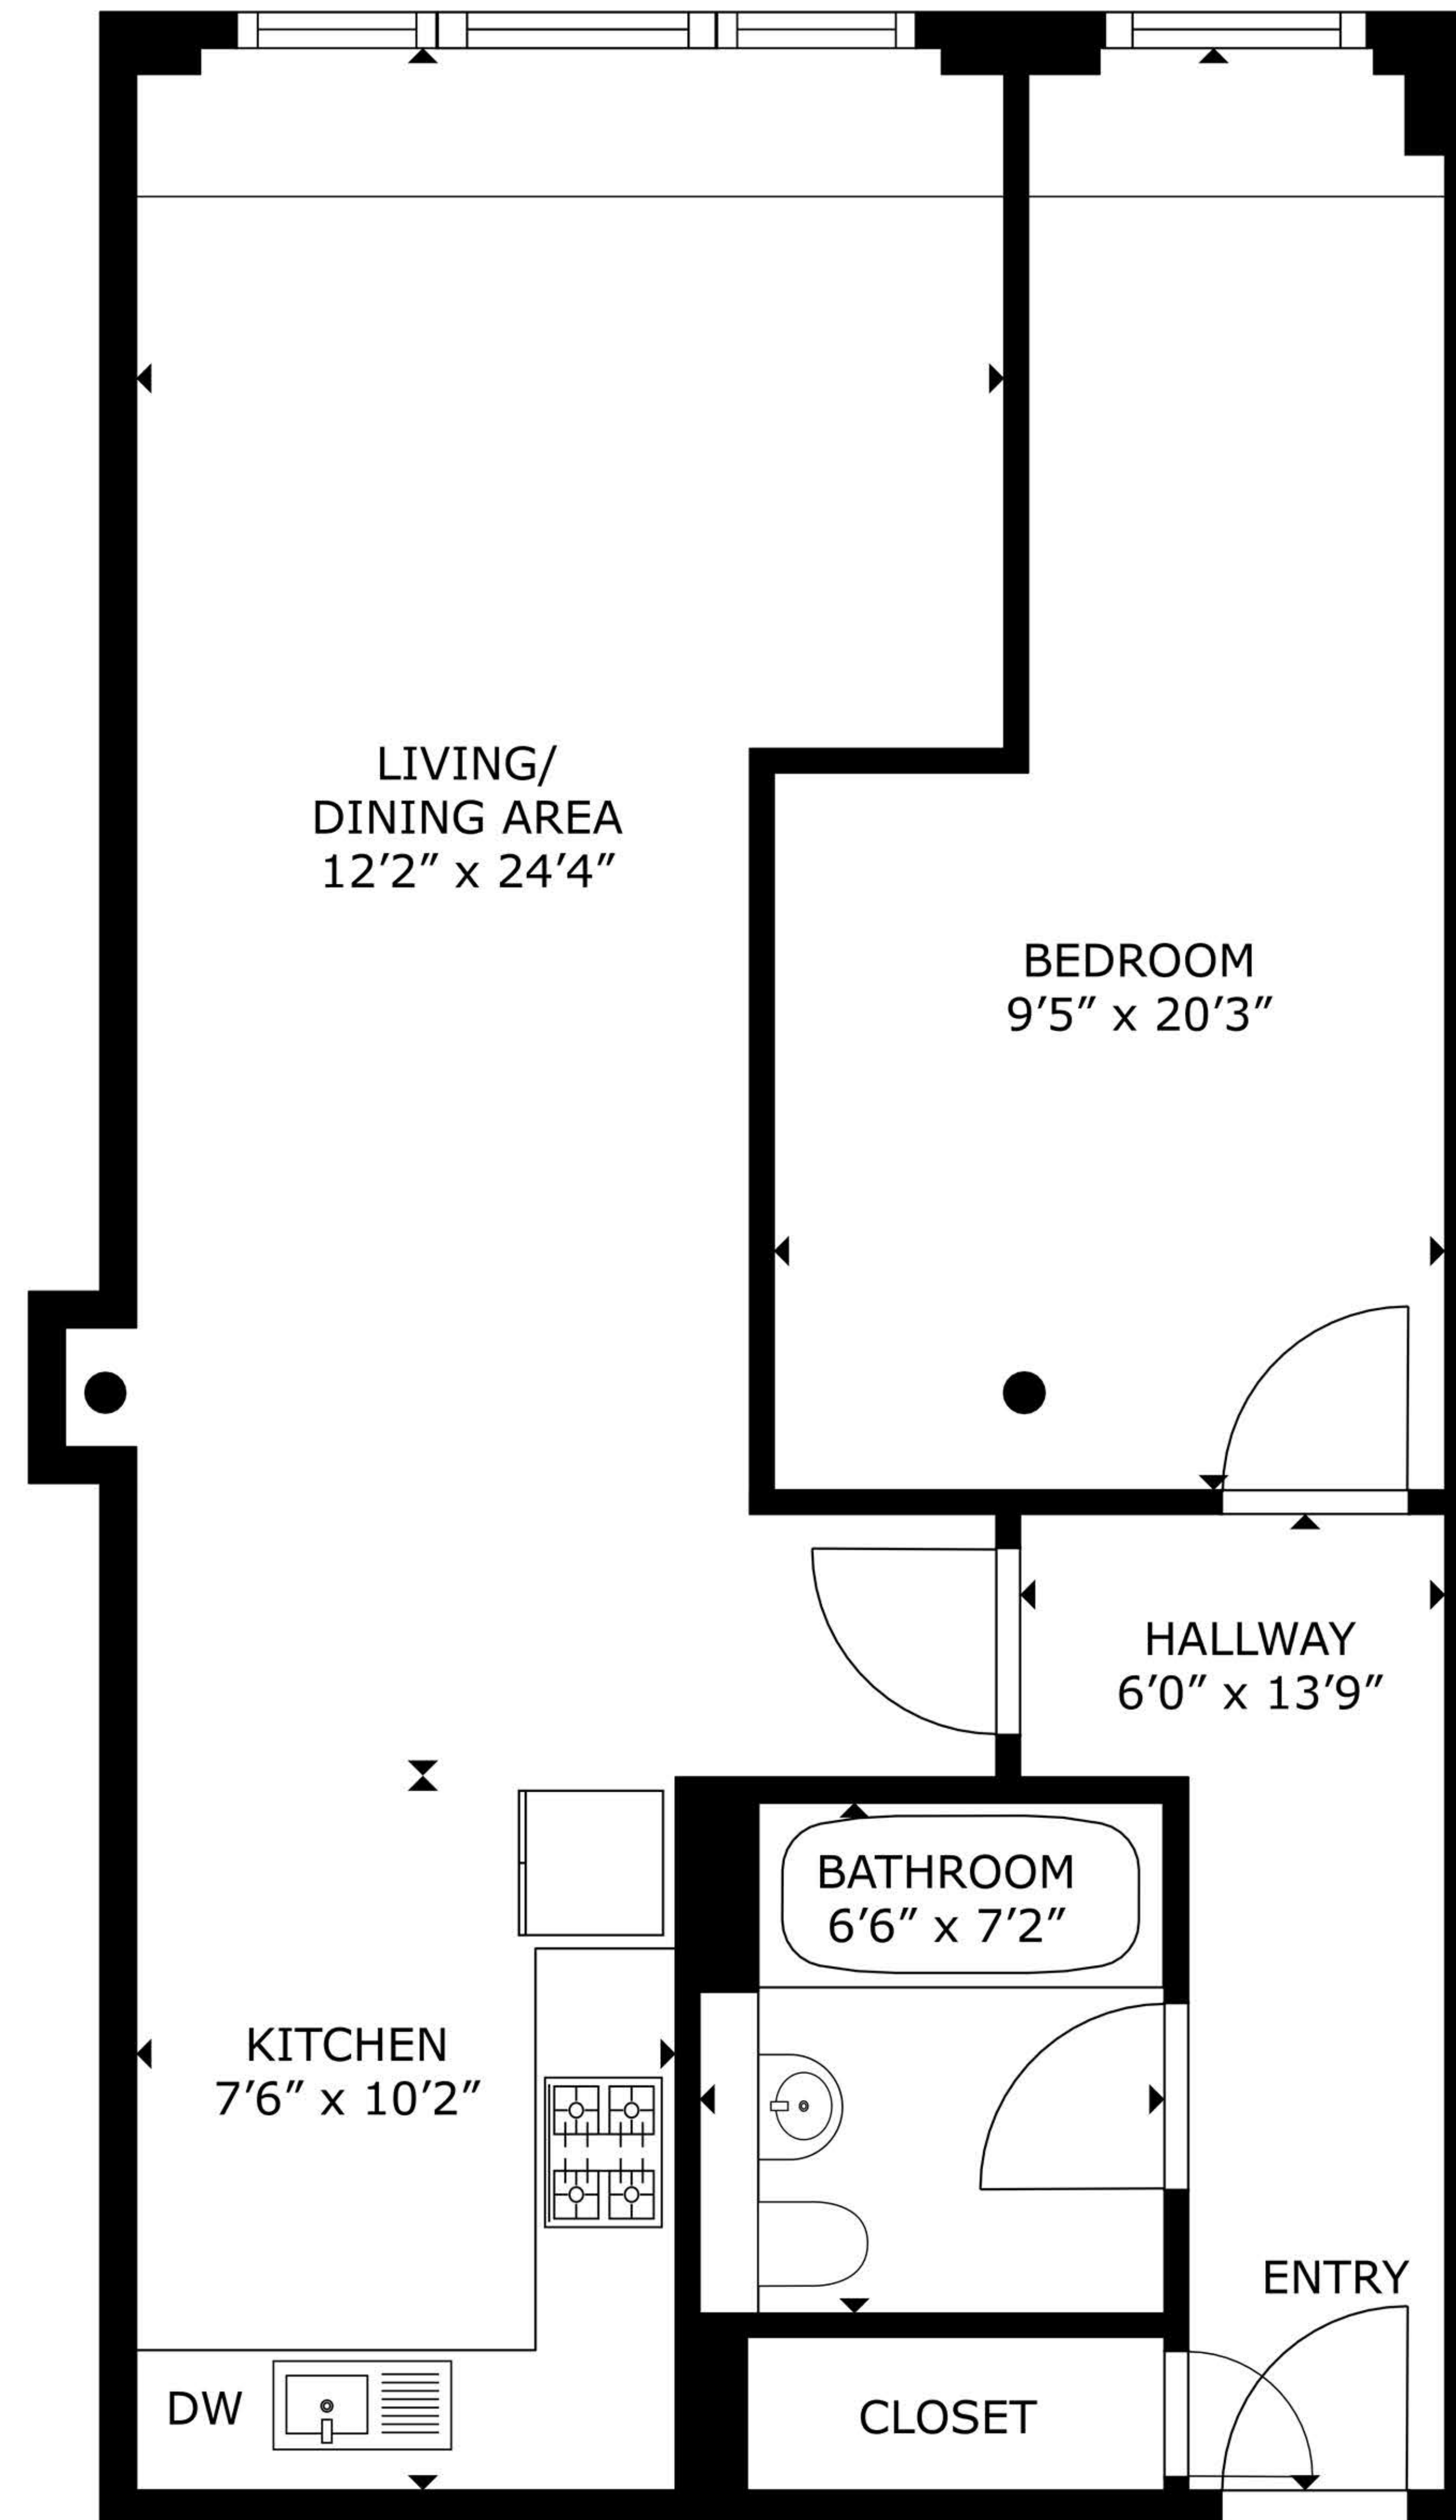 LIVING/
DINING AREA
12′2″ x 24′4″
BEDROOM
9′5″ x 20′3″
HALLWAY
6′0″ x 13′9″
BATHROOM
6′6″ x 7′2″
KITCHEN
7′6″ x 10′2″
ENTRY
DW
CLOSET